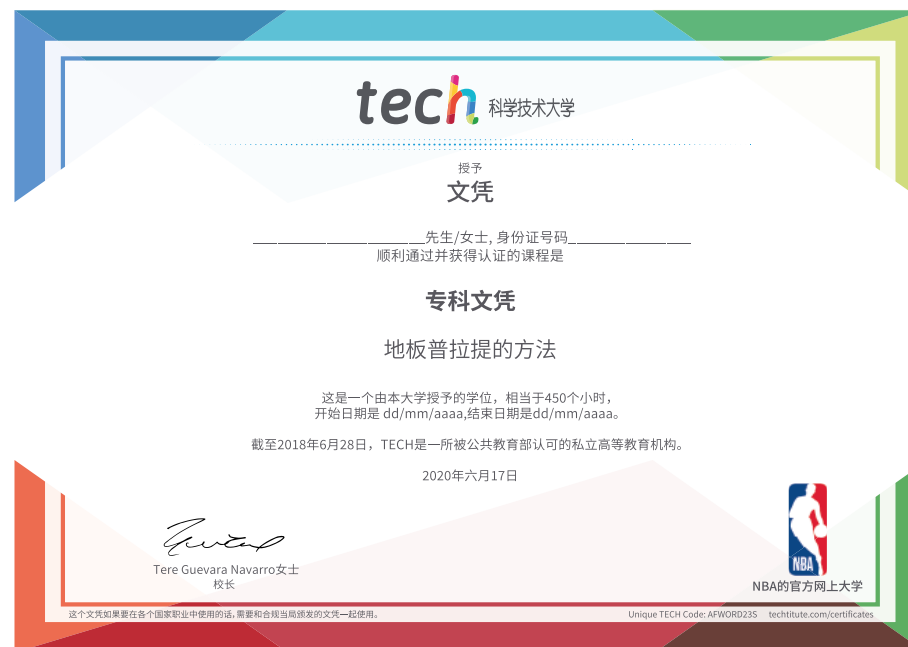 tech 科学技术大学
授予
文凭
________________________先生/女士, 身份证号码_________________
顺利通过并获得认证的课程是
专科文凭
地板普拉提的方法
这是一个由本大学授予的学位，相当于450个小时，
开始日期是 dd/mm/aaaa,结束日期是dd/mm/aaaa。
截至2018年6月28日，TECH是一所被公共教育部认可的私立高等教育机构。
2020年六月17日
NBA
Tere Guevara Navarro女士
校长
NBA的官方网上大学
这个文凭如果要在各个国家职业中使用的话,需要和合规当局颁发的文凭一起使用。
Unique TECH Code: AFWORD23S techtitute.com/certificates